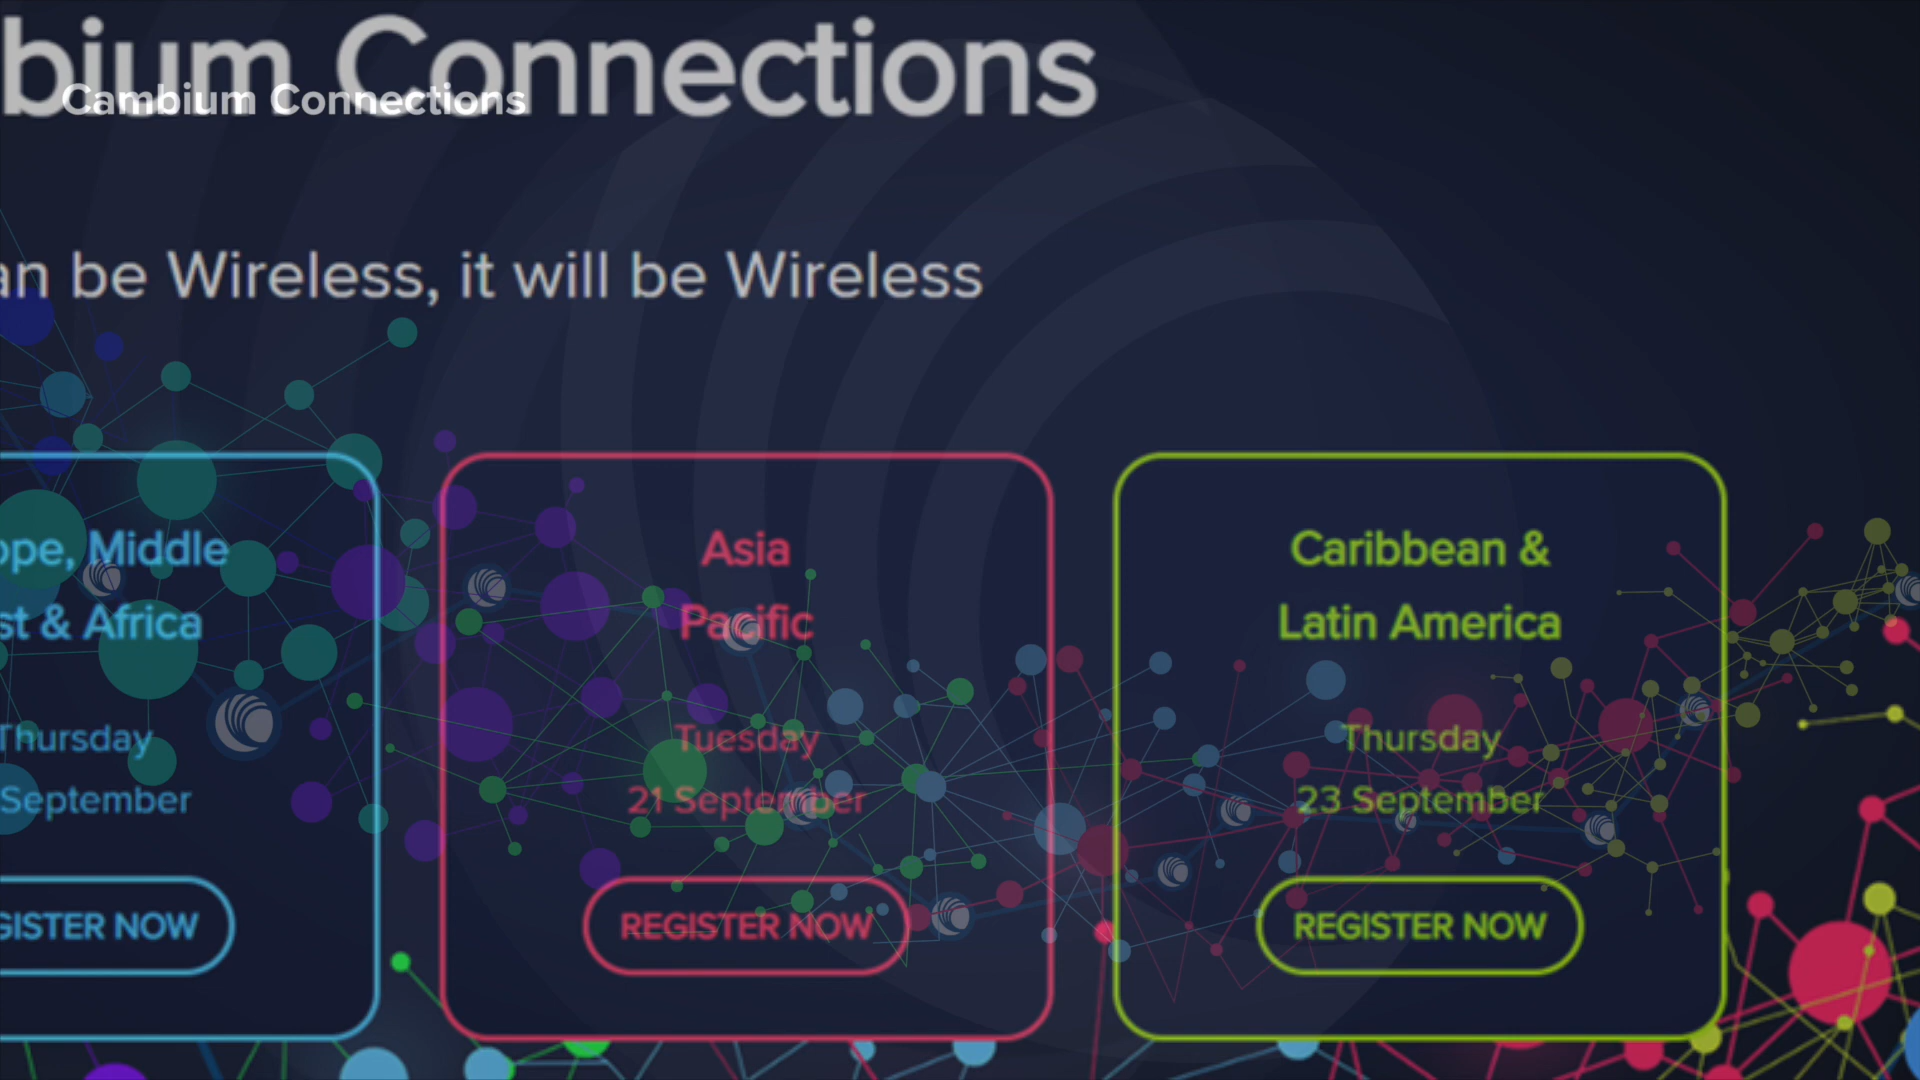 bium Connections
Cambium Connections
an be Wireless, it will be Wireless
ope, Middle
st & Africa
Thursday
September
GISTER NOW
Asia
Pacific
Tuesday
21 September
REGISTER NOW
Caribbean &
Latin America
Thursday
23 September
REGISTER NOW